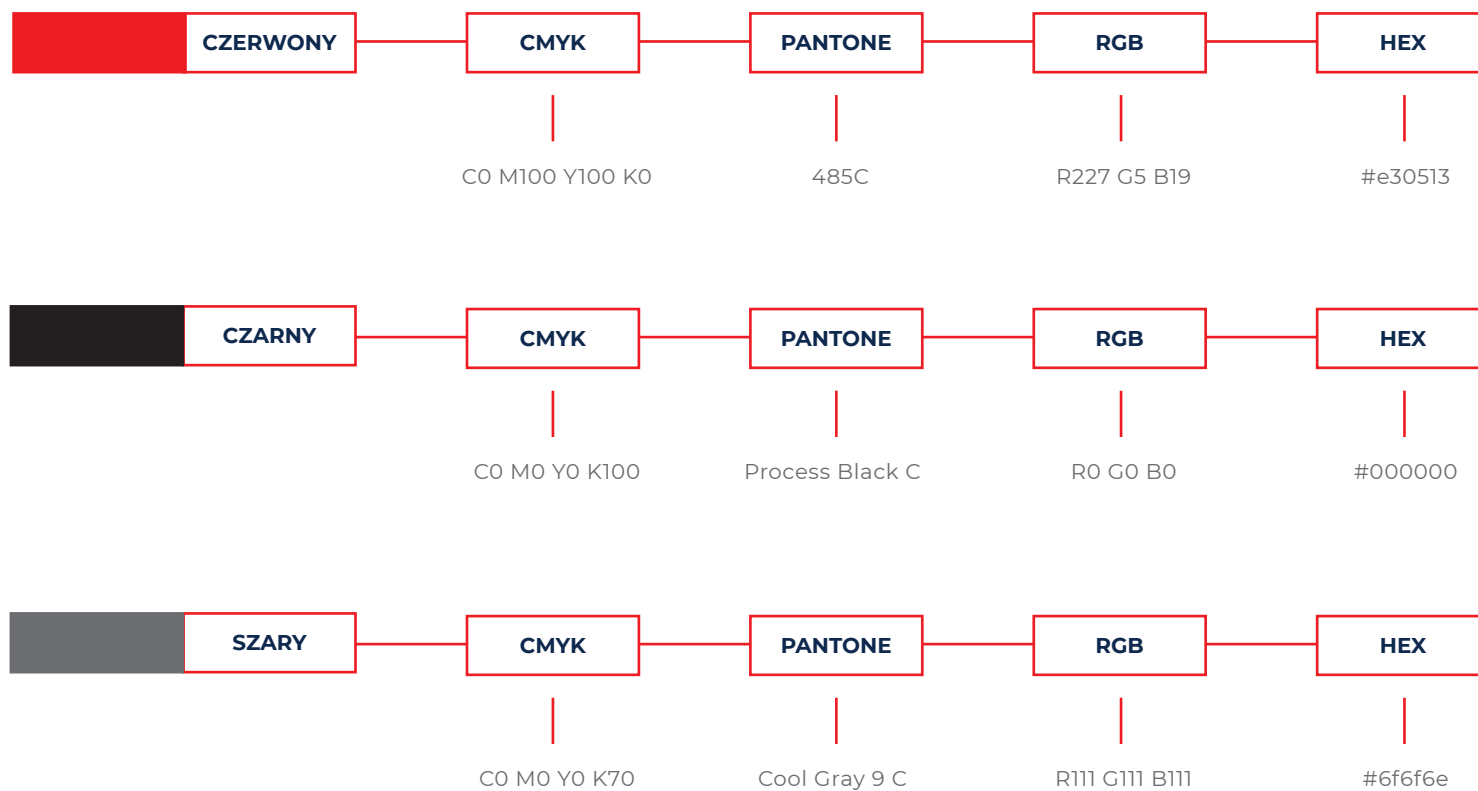 CZERWONY CMYK PANTONE RGB HEX
C0 M100 Y100 K0 485C R227 G5 B19 #e30513
CZARNY CMYK PANTONE RGB HEX
C0 M0 Y0 K100 Process Black C R0 G0 B0 #000000
SZARY CMYK PANTONE RGB HEX
C0 M0 Y0 K70 Cool Gray 9 C R111 G111 B111 #6f6f6e